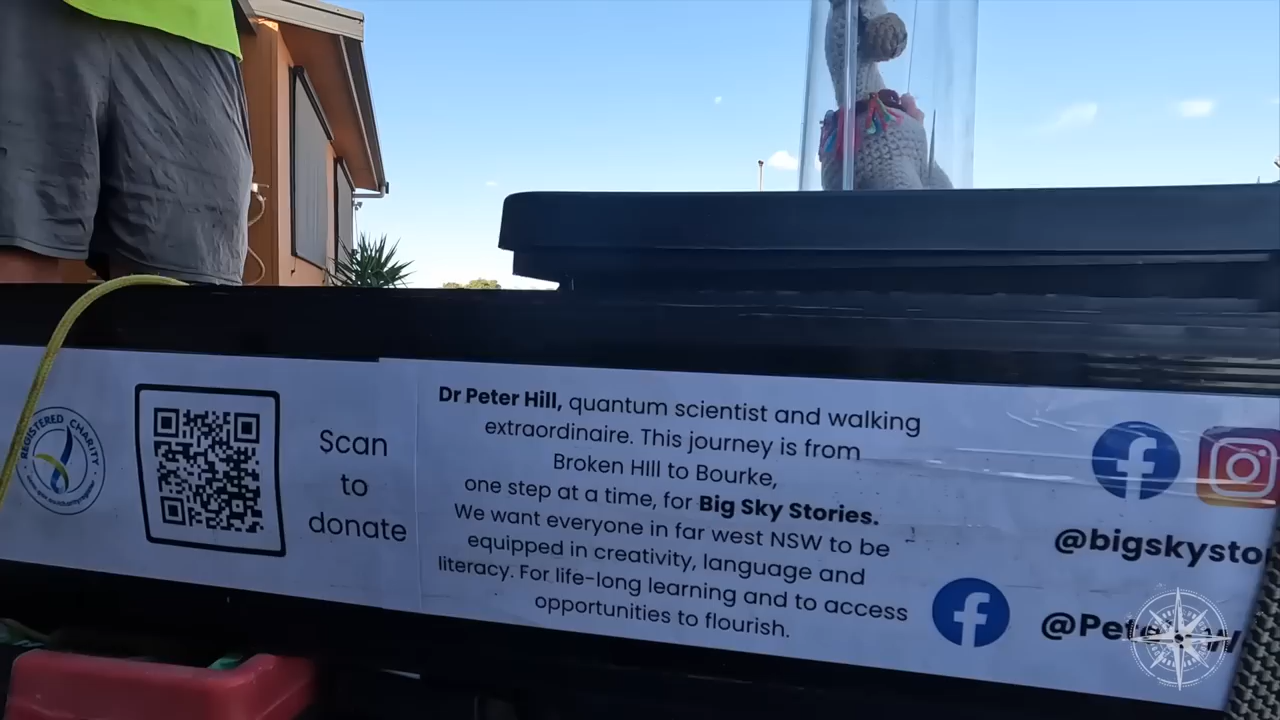 REGISTERED CHARITY
Scan
to
donate
Dr Peter Hill, quantum scientist and walking
extraordinaire. This journey is from
Broken HIll to Bourke,
one step at a time, for Big Sky Stories.
We want everyone in far west NSW to be
equipped in creativity, language and
literacy. For life-long learning and to access
opportunities to flourish.
@bigskysto